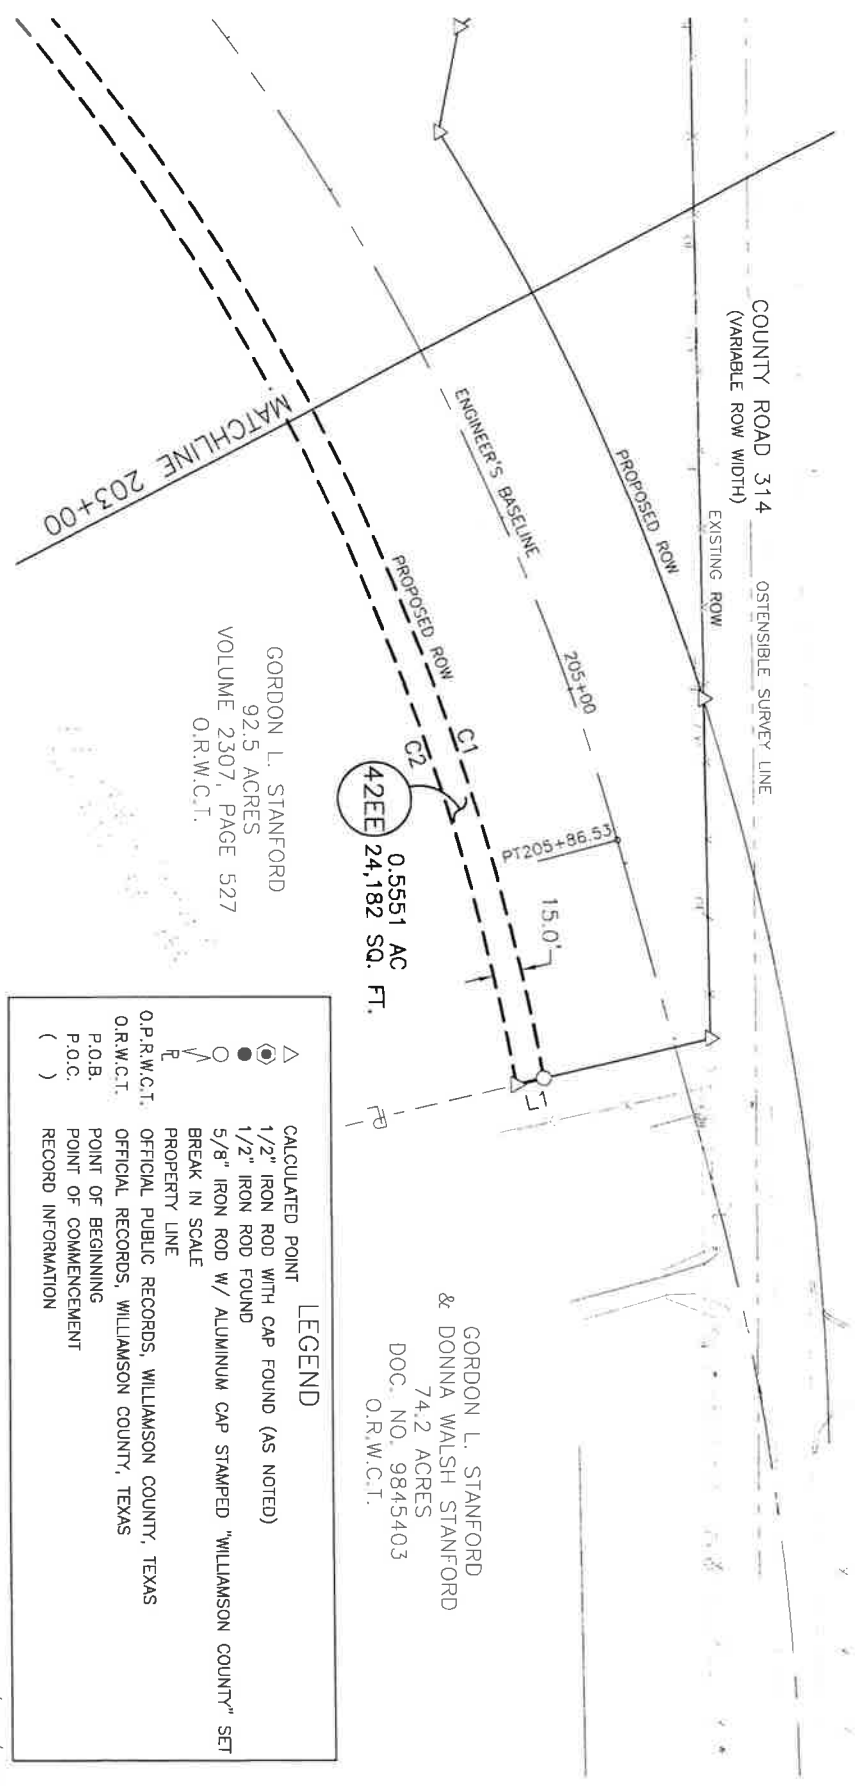 COUNTY ROAD 314
(VARIABLE ROW WIDTH)
OSTENSIBLE SURVEY LINE
EXISTING ROW
PROPOSED ROW
ENGINEER'S BASELINE
205+00
PT205+86.53
PROPOSED ROW
MATCHLINE 203+00
C1
C2
15.0'
L1
42EE
0.5551 AC
24,182 SQ. FT.
GORDON L. STANFORD
92.5 ACRES
VOLUME 2307, PAGE 527
O.R.W.C.T.
PL
GORDON L. STANFORD
& DONNA WALSH STANFORD
74.2 ACRES
DOC. NO. 9845403
O.R.W.C.T.
LEGEND
CALCULATED POINT
1/2" IRON ROD WITH CAP FOUND (AS NOTED)
1/2" IRON ROD FOUND
5/8" IRON ROD W/ ALUMINUM CAP STAMPED "WILLIAMSON COUNTY" SET
BREAK IN SCALE
PL PROPERTY LINE
O.P.R.W.C.T. OFFICIAL PUBLIC RECORDS, WILLIAMSON COUNTY, TEXAS
O.R.W.C.T. OFFICIAL RECORDS, WILLIAMSON COUNTY, TEXAS
P.O.B. POINT OF BEGINNING
P.O.C. POINT OF COMMENCEMENT
( ) RECORD INFORMATION